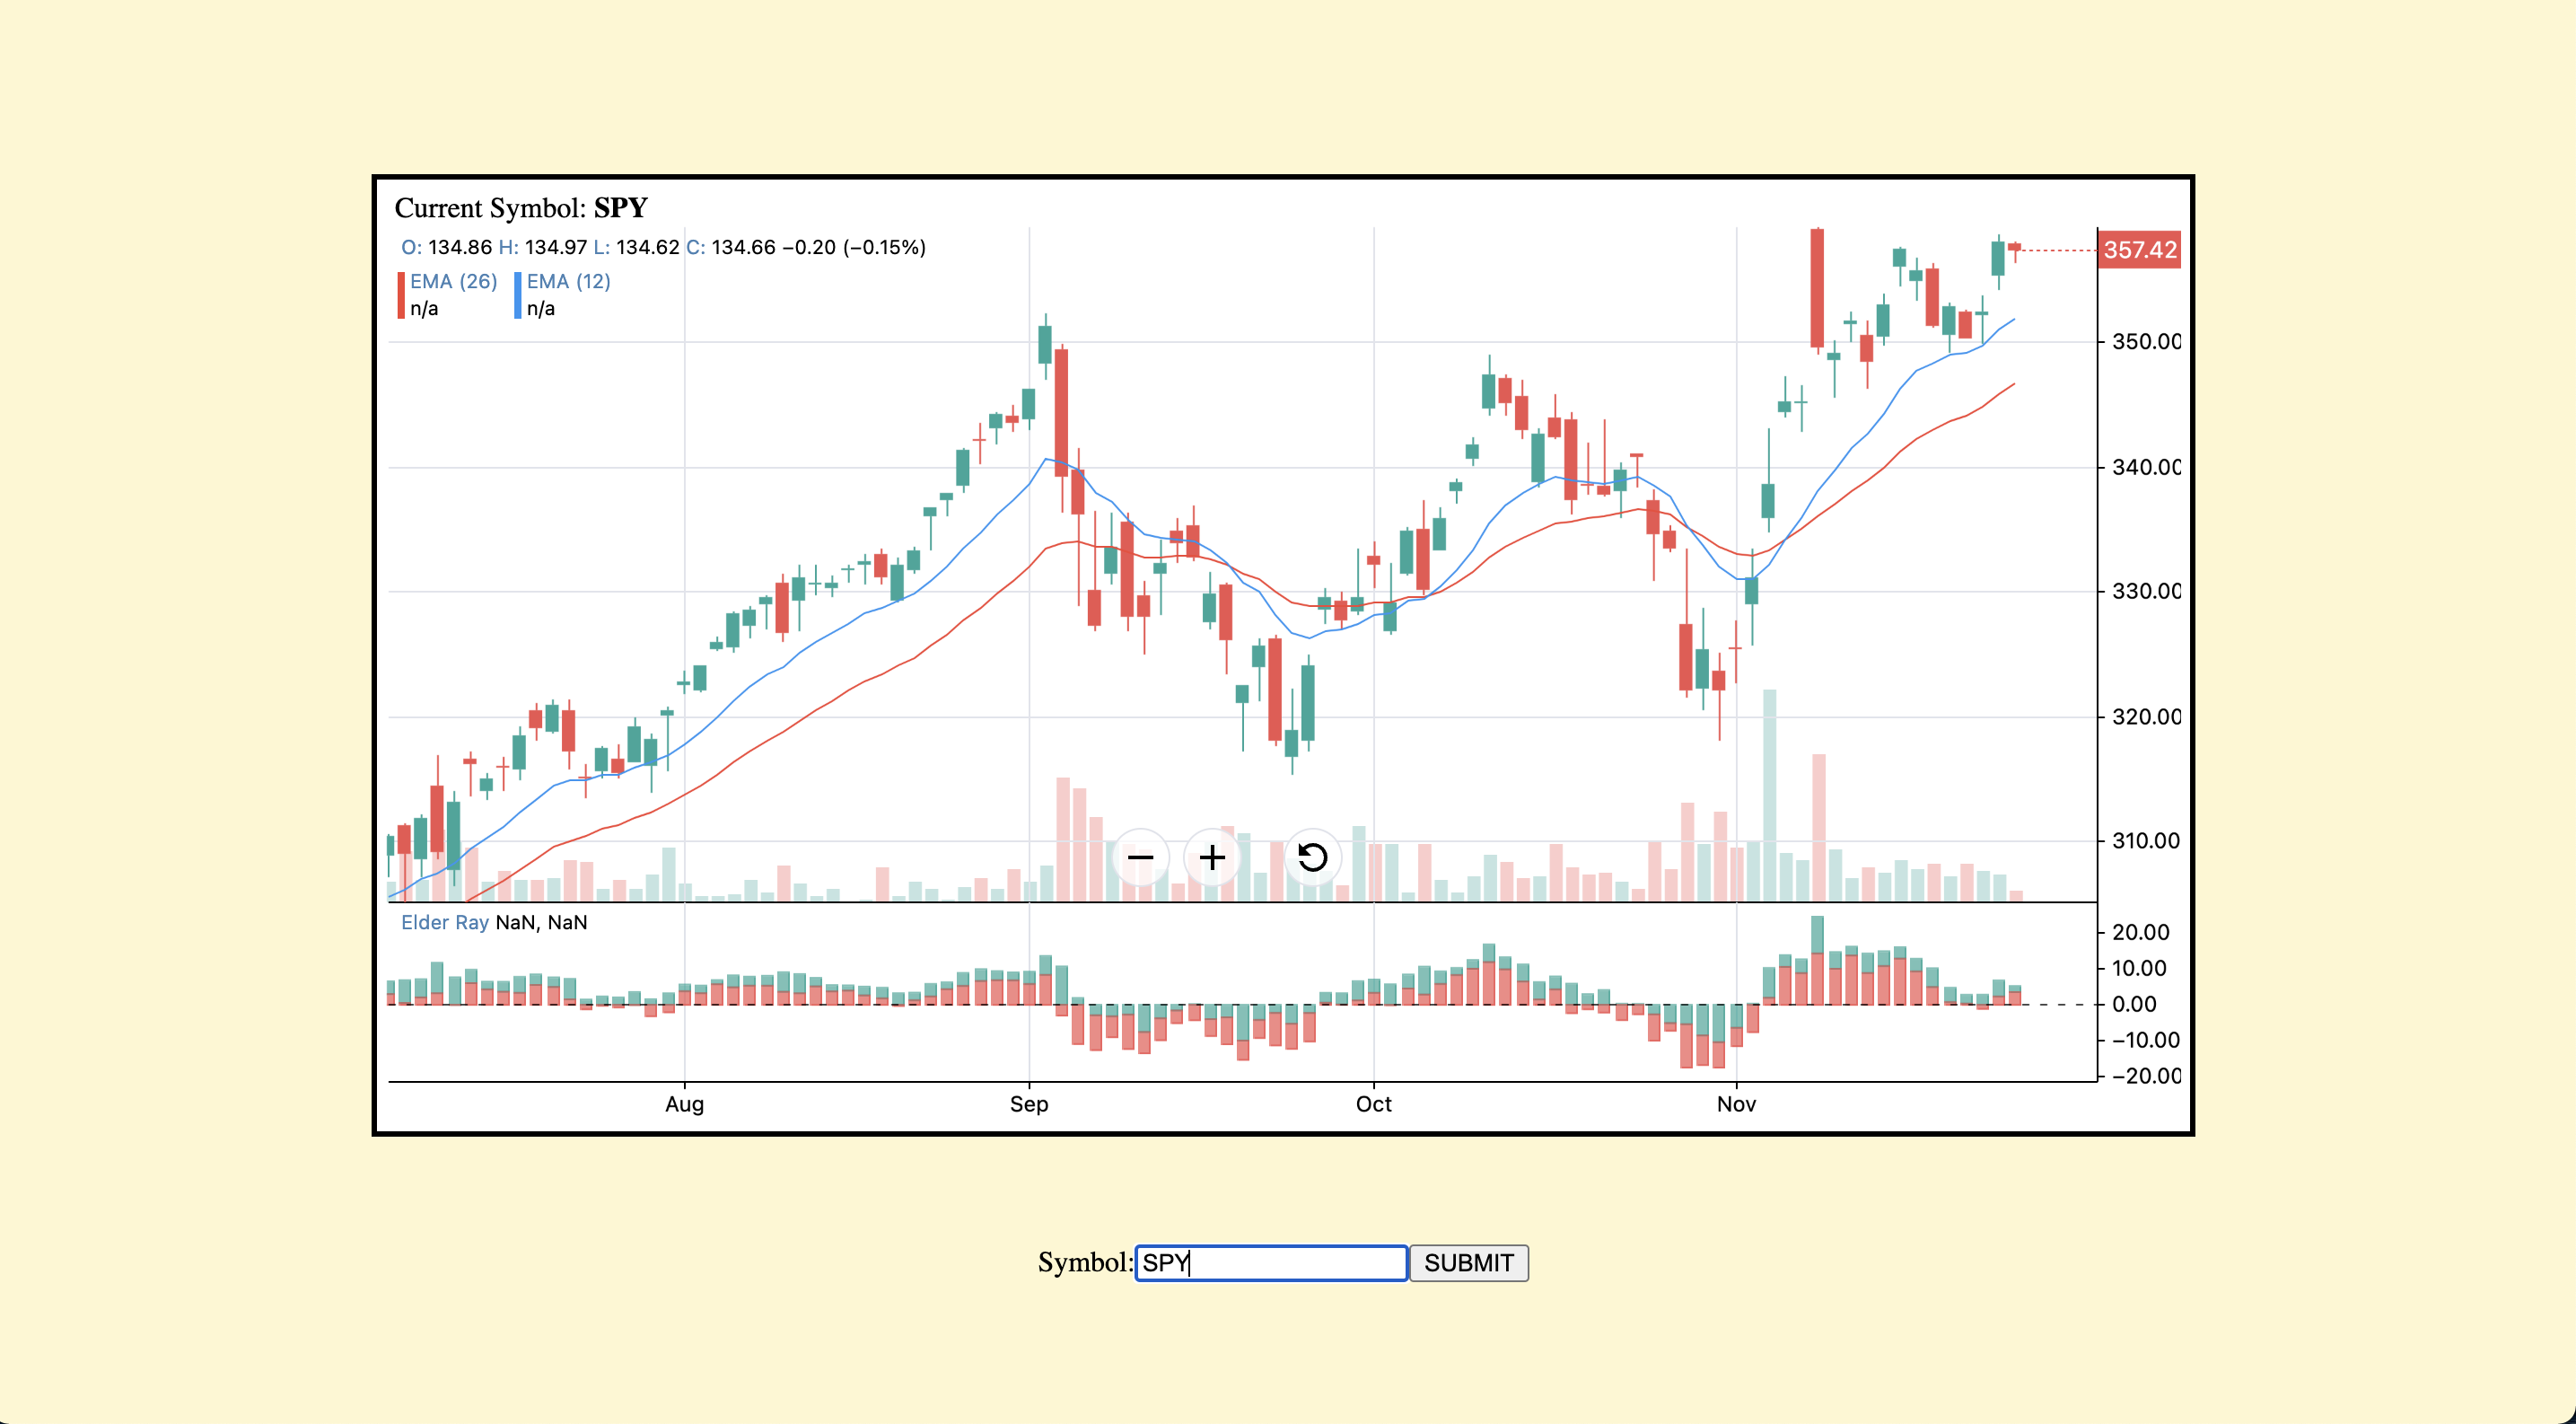 Current Symbol: SPY
O: 134.86 H: 134.97 L: 134.62 C: 134.66 −0.20 (−0.15%)
EMA (26) EMA (12)
n/a n/a
357.42
350.00
340.00
330.00
320.00
310.00
Elder Ray NaN, NaN
20.00
10.00
0.00
−10.00
−20.00
Aug Sep Oct Nov
Symbol: SPY SUBMIT